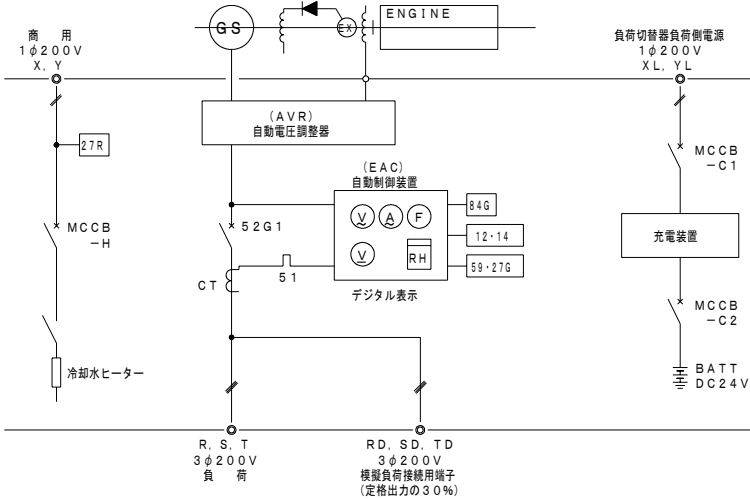 商　用
1φ200V
X, Y
GS
EX
ENGINE
負荷切替器負荷側電源
1φ200V
XL, YL
(AVR)
自動電圧調整器
27R
MCCB
-C1
(EAC)
自動制御装置
V
A
F
84G
MCCB
-H
52G1
V
RH
12・14
充電装置
CT
51
59・27G
デジタル表示
MCCB
-C2
冷却水ヒーター
BATT
DC24V
R, S, T
3φ200V
負　荷
RD, SD, TD
3φ200V
模擬負荷接続用端子
(定格出力の30%)